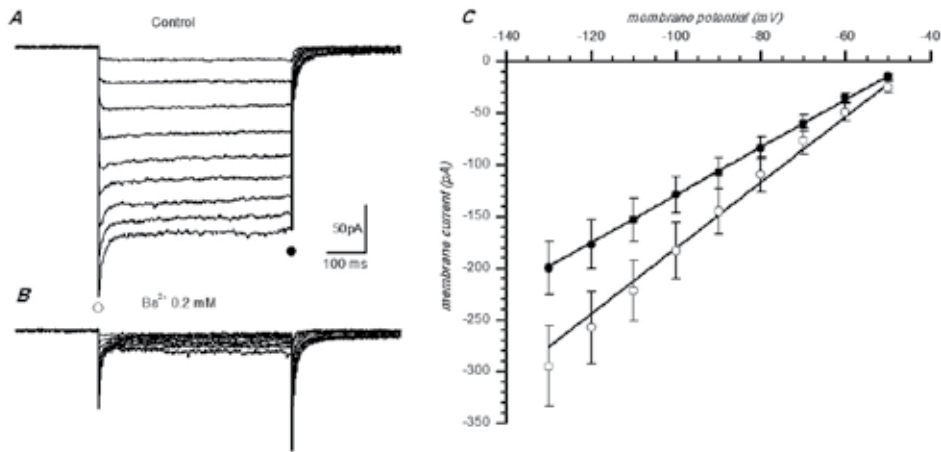 A
Control
50pA
100 ms
B
Ba²⁺ 0.2 mM
C
membrane potential (mV)
-140 -120 -100 -80 -60 -40
0
-50
-100
-150
-200
-250
-300
-350
membrane current (pA)